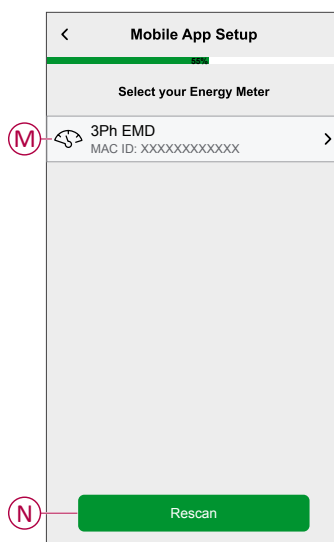 Mobile App Setup
55%
Select your Energy Meter
M
3Ph EMD
MAC ID: XXXXXXXXXXXX
N
Rescan